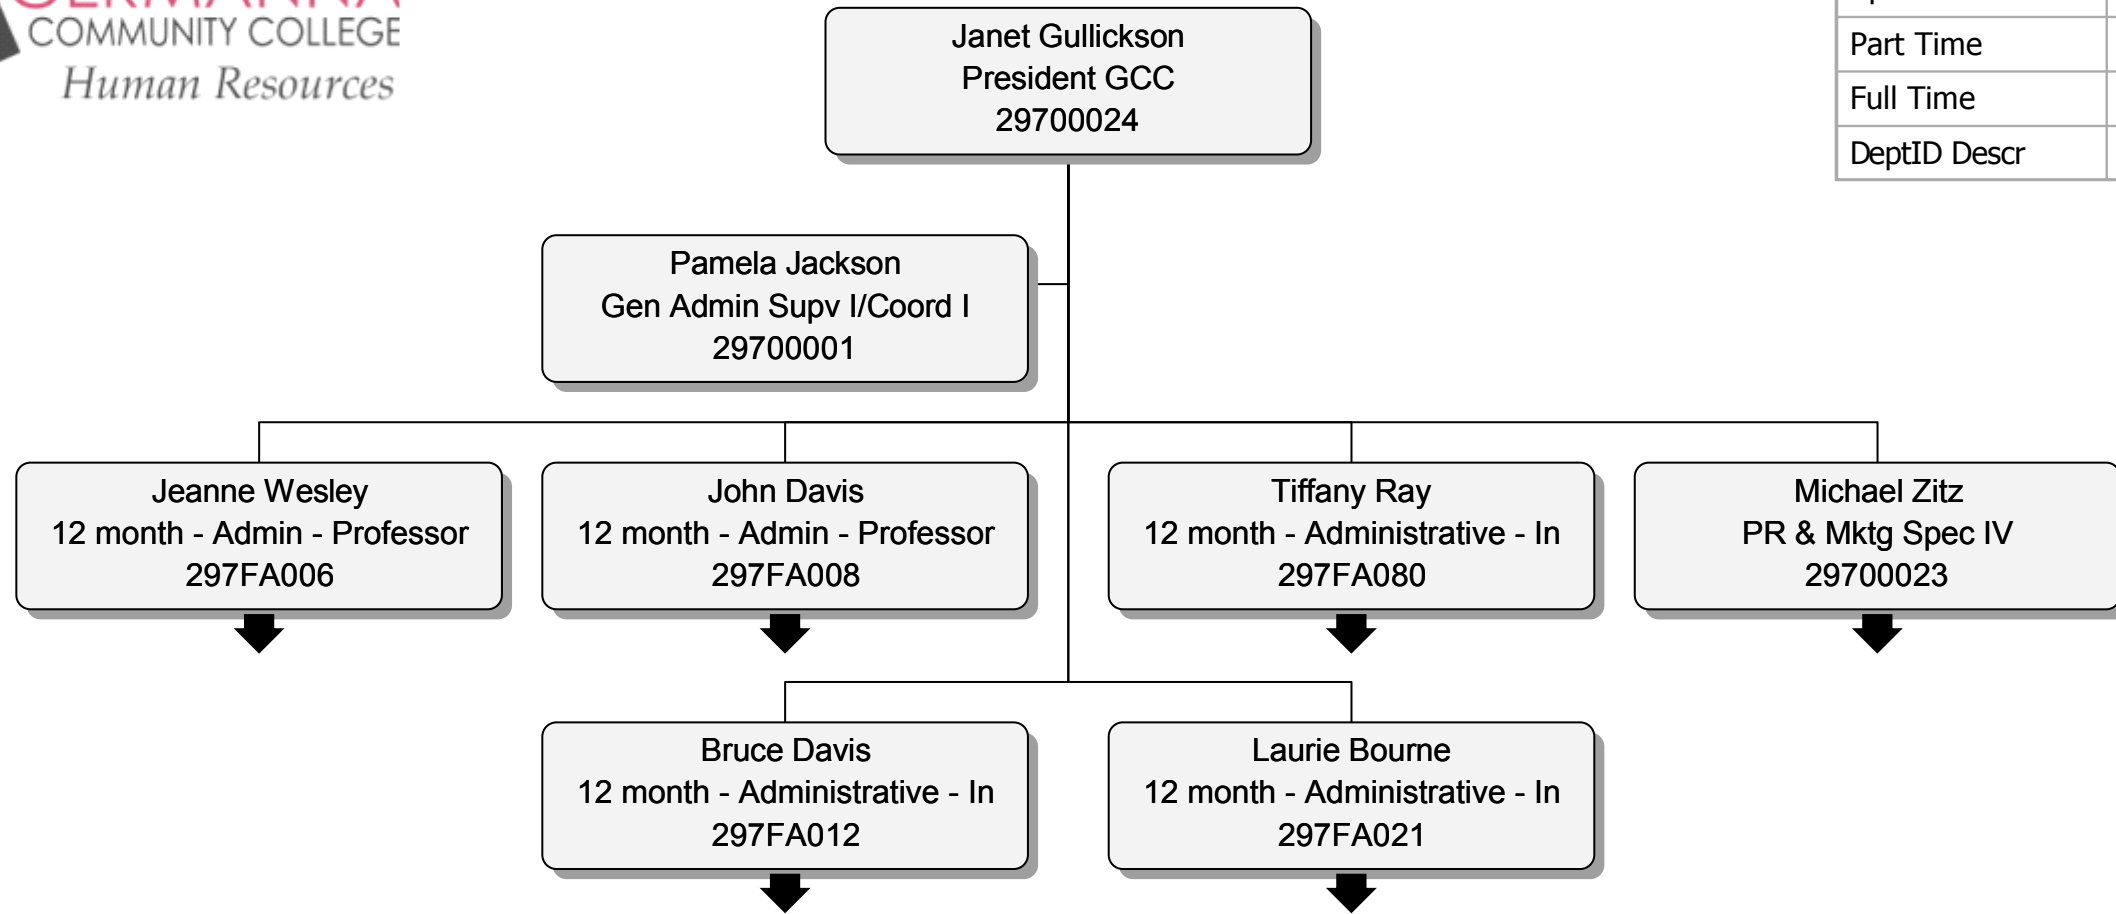 GERMANNA
COMMUNITY COLLEGE
Human Resources
Part Time
Full Time
DeptID Descr
Janet Gullickson
President GCC
29700024
Pamela Jackson
Gen Admin Supv I/Coord I
29700001
Jeanne Wesley
12 month - Admin - Professor
297FA006
John Davis
12 month - Admin - Professor
297FA008
Tiffany Ray
12 month - Administrative - In
297FA080
Michael Zitz
PR & Mktg Spec IV
29700023
Bruce Davis
12 month - Administrative - In
297FA012
Laurie Bourne
12 month - Administrative - In
297FA021